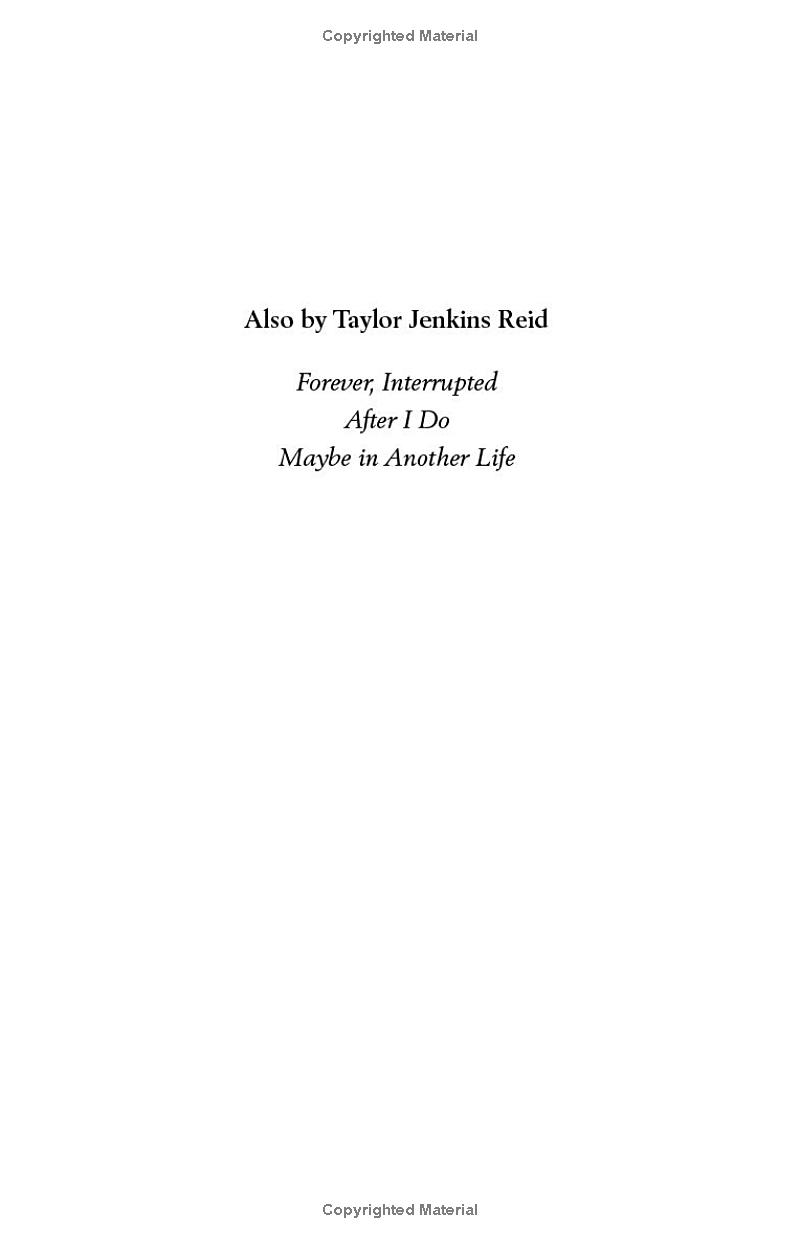 Copyrighted Material
Also by Taylor Jenkins Reid
Forever, Interrupted
After I Do
Maybe in Another Life
Copyrighted Material